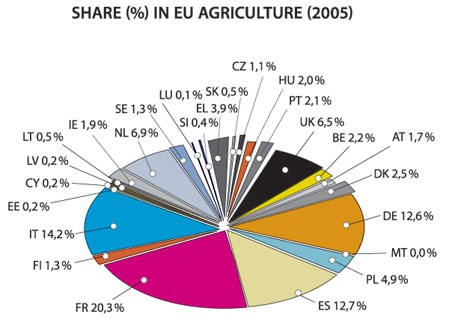 SHARE (%) IN EU AGRICULTURE (2005)
CZ 1,1 %
SK 0,5 %
HU 2,0 %
LU 0,1 %
EL 3,9 %
PT 2,1 %
SE 1,3 %
SI 0,4 %
UK 6,5 %
IE 1,9 %
NL 6,9 %
BE 2,2 %
AT 1,7 %
LT 0,5 %
LV 0,2 %
DK 2,5 %
CY 0,2 %
EE 0,2 %
DE 12,6 %
IT 14,2 %
MT 0,0 %
FI 1,3 %
PL 4,9 %
FR 20,3 %
ES 12,7 %